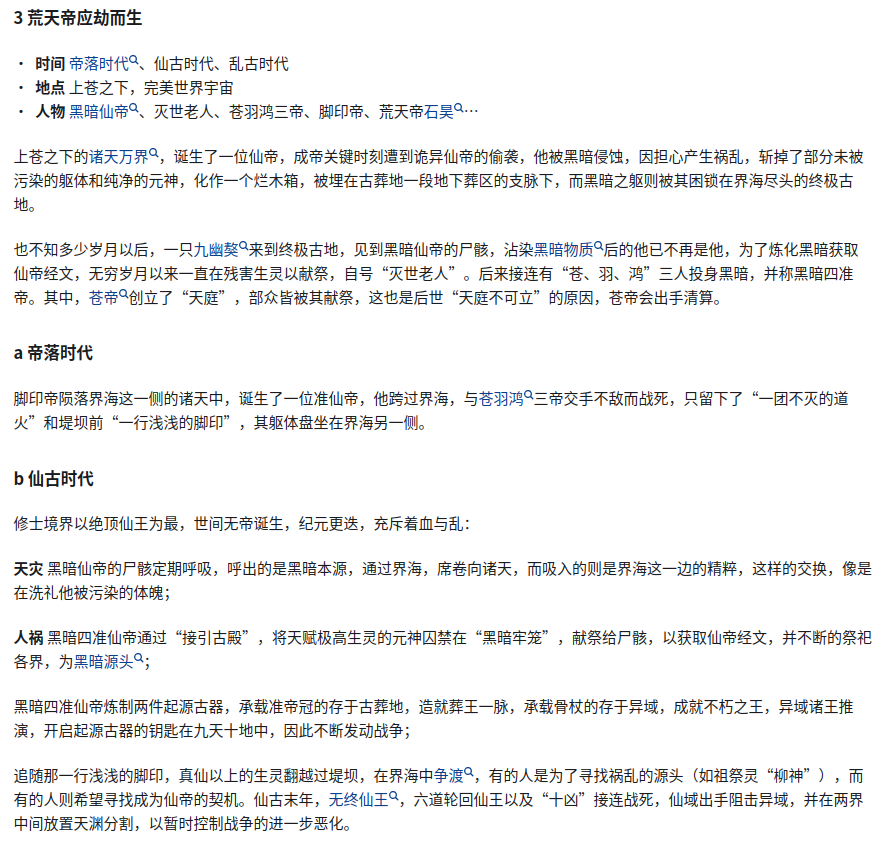 3 荒天帝应劫而生
• 时间 帝落时代、仙古时代、乱古时代
• 地点 上苍之下，完美世界宇宙
• 人物 黑暗仙帝、灭世老人、苍羽鸿三帝、脚印帝、荒天帝石昊…
上苍之下的诸天万界，诞生了一位仙帝，成帝关键时刻遭到诡异仙帝的偷袭，他被黑暗侵蚀，因担心产生祸乱，斩掉了部分未被
污染的躯体和纯净的元神，化作一个烂木箱，被埋在古葬地一段地下葬区的支脉下，而黑暗之躯则被其困锁在界海尽头的终极古
地。
也不知多少岁月以后，一只九幽獓来到终极古地，见到黑暗仙帝的尸骸，沾染黑暗物质后的他已不再是他，为了炼化黑暗获取
仙帝经文，无穷岁月以来一直在残害生灵以献祭，自号“灭世老人”。后来接连有“苍、羽、鸿”三人投身黑暗，并称黑暗四准
帝。其中，苍帝创立了“天庭”，部众皆被其献祭，这也是后世“天庭不可立”的原因，苍帝会出手清算。
a 帝落时代
脚印帝陨落界海这一侧的诸天中，诞生了一位准仙帝，他跨过界海，与苍羽鸿三帝交手不敌而战死，只留下了“一团不灭的道
火”和堤坝前“一行浅浅的脚印”，其躯体盘坐在界海另一侧。
b 仙古时代
修士境界以绝顶仙王为最，世间无帝诞生，纪元更迭，充斥着血与乱：
天灾 黑暗仙帝的尸骸定期呼吸，呼出的是黑暗本源，通过界海，席卷向诸天，而吸入的则是界海这一边的精粹，这样的交换，像是
在洗礼他被污染的体魄；
人祸 黑暗四准仙帝通过“接引古殿”，将天赋极高生灵的元神囚禁在“黑暗牢笼”，献祭给尸骸，以获取仙帝经文，并不断的祭祀
各界，为黑暗源头；
黑暗四准仙帝炼制两件起源古器，承载准帝冠的存于古葬地，造就葬王一脉，承载骨杖的存于异域，成就不朽之王，异域诸王推
演，开启起源古器的钥匙在九天十地中，因此不断发动战争；
追随那一行浅浅的脚印，真仙以上的生灵翻越过堤坝，在界海中争渡，有的人是为了寻找祸乱的源头（如祖祭灵“柳神”），而
有的人则希望寻找成为仙帝的契机。仙古末年，无终仙王，六道轮回仙王以及“十凶”接连战死，仙域出手阻击异域，并在两界
中间放置天渊分割，以暂时控制战争的进一步恶化。